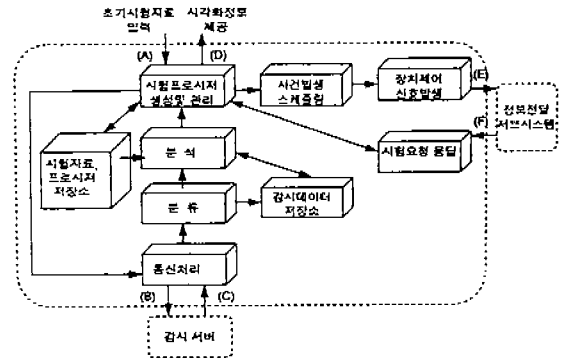 초기시험자료
입력
시각화정보
제공
(A)
(D)
시험프로시져
생성및 관리
사건발생
스케쥴링
장치제어
신호발생
(E)
정보전달
서브시스템
(F)
시험자료
프로시져
저장소
분 석
시험요청 응답
분 류
감시데이터
저장소
통신처리
(B)
(C)
감시 서버